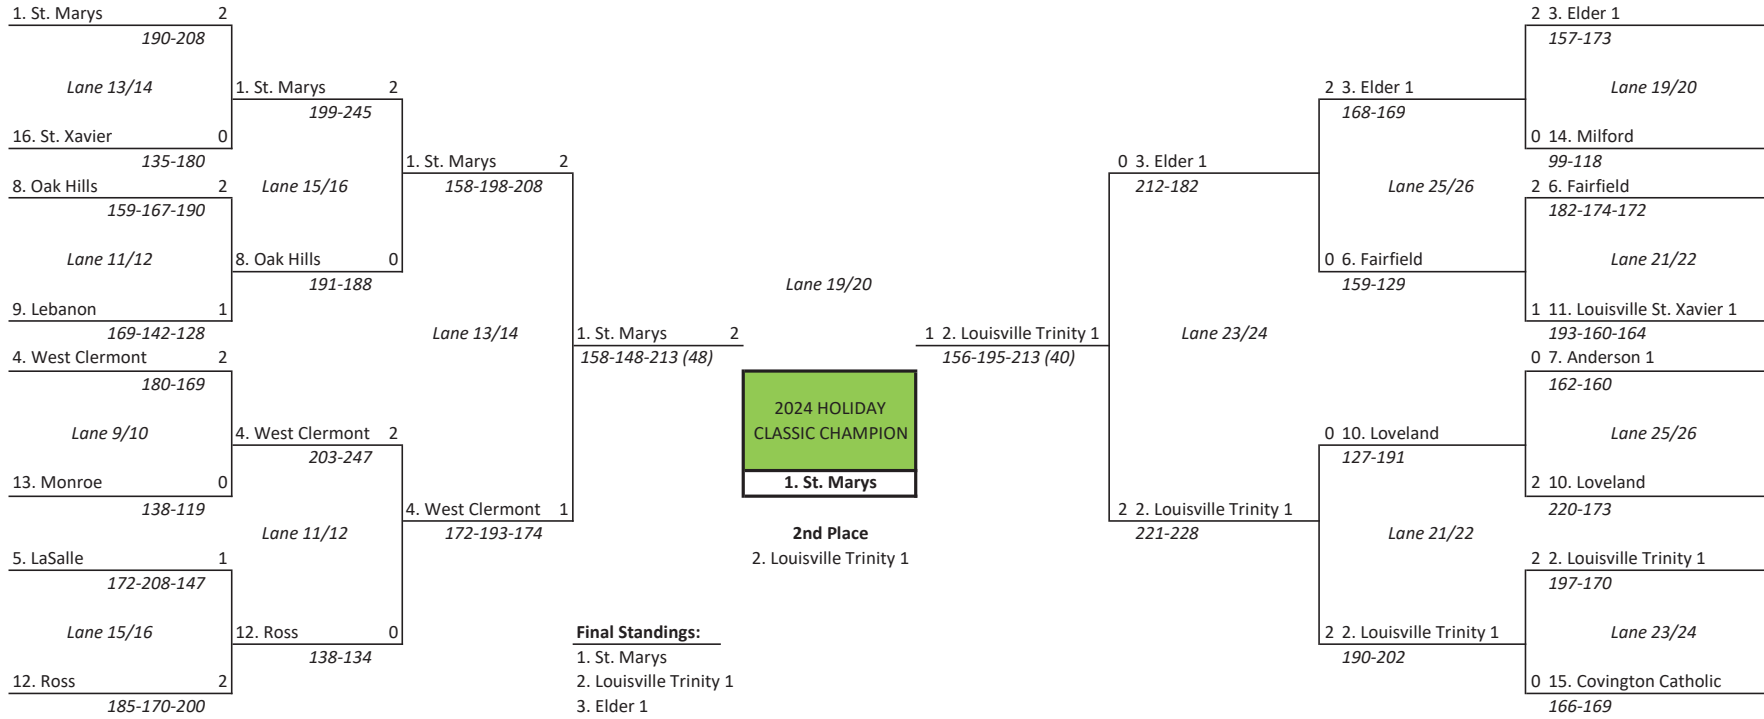 1. St. Marys 2
190-208
Lane 13/14
16. St. Xavier 0
135-180
8. Oak Hills 2
159-167-190
Lane 11/12
9. Lebanon 1
169-142-128
4. West Clermont 2
180-169
Lane 9/10
13. Monroe 0
138-119
5. LaSalle 1
172-208-147
Lane 15/16
12. Ross 2
185-170-200
1. St. Marys 2
199-245
Lane 15/16
8. Oak Hills 0
191-188
4. West Clermont 2
203-247
Lane 11/12
12. Ross 0
138-134
1. St. Marys 2
158-198-208
Lane 13/14
4. West Clermont 1
172-193-174
1. St. Marys 2
158-148-213 (48)
Lane 19/20
2024 HOLIDAY
CLASSIC CHAMPION
1. St. Marys
2nd Place
2. Louisville Trinity 1
Final Standings:
1. St. Marys
2. Louisville Trinity 1
3. Elder 1
1 2. Louisville Trinity 1
156-195-213 (40)
0 3. Elder 1
212-182
Lane 23/24
2 2. Louisville Trinity 1
221-228
2 3. Elder 1
168-169
Lane 25/26
0 6. Fairfield
159-129
0 10. Loveland
127-191
Lane 21/22
2 2. Louisville Trinity 1
190-202
2 3. Elder 1
157-173
Lane 19/20
0 14. Milford
99-118
2 6. Fairfield
182-174-172
Lane 21/22
1 11. Louisville St. Xavier 1
193-160-164
0 7. Anderson 1
162-160
Lane 25/26
2 10. Loveland
220-173
2 2. Louisville Trinity 1
197-170
Lane 23/24
0 15. Covington Catholic
166-169